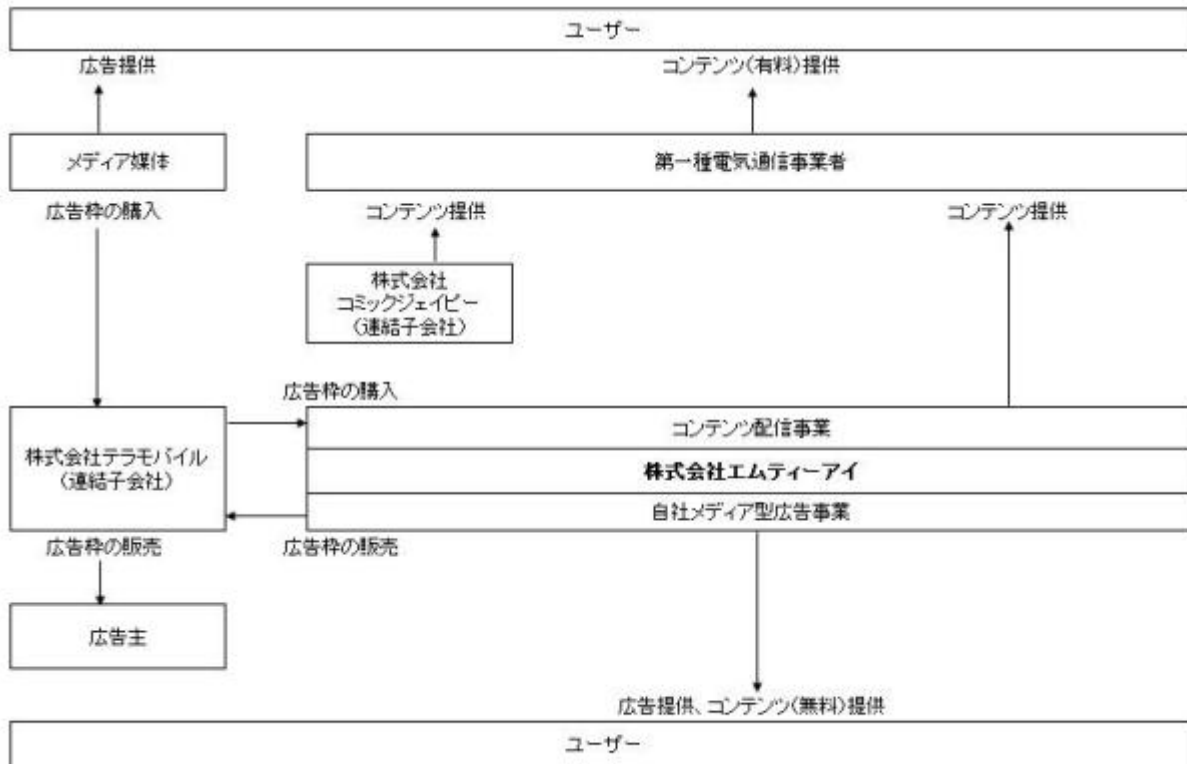 ユーザー
広告提供
コンテンツ(有料)提供
メディア媒体
第一種電気通信事業者
広告枠の購入
コンテンツ提供
コンテンツ提供
株式会社
コミックジェイピー
(連結子会社)
広告枠の購入
株式会社テラモバイル
(連結子会社)
コンテンツ配信事業
株式会社エムティーアイ
自社メディア型広告事業
広告枠の販売
広告枠の販売
広告主
広告提供、コンテンツ(無料)提供
ユーザー